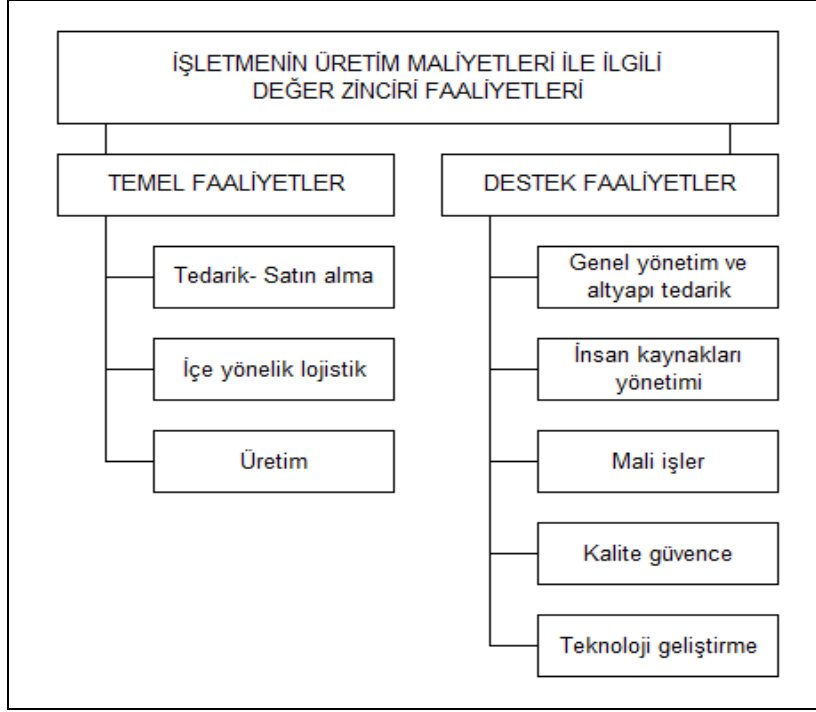 İŞLETMENİN ÜRETİM MALİYETLERİ İLE İLGİLİ
DEĞER ZİNCİRİ FAALİYETLERİ
TEMEL FAALİYETLER
Tedarik- Satın alma
İçe yönelik lojistik
Üretim
DESTEK FAALİYETLER
Genel yönetim ve
altyapı tedarik
İnsan kaynakları
yönetimi
Mali işler
Kalite güvence
Teknoloji geliştirme